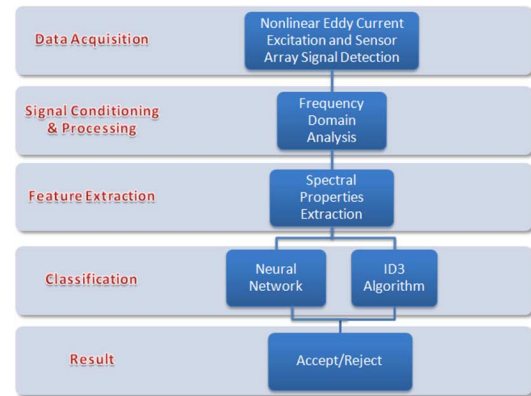 Data Acquisition
Nonlinear Eddy Current
Excitation and Sensor
Array Signal Detection
Signal Conditioning
& Processing
Frequency
Domain
Analysis
Feature Extraction
Spectral
Properties
Extraction
Classification
Neural
Network
ID3
Algorithm
Result
Accept/Reject